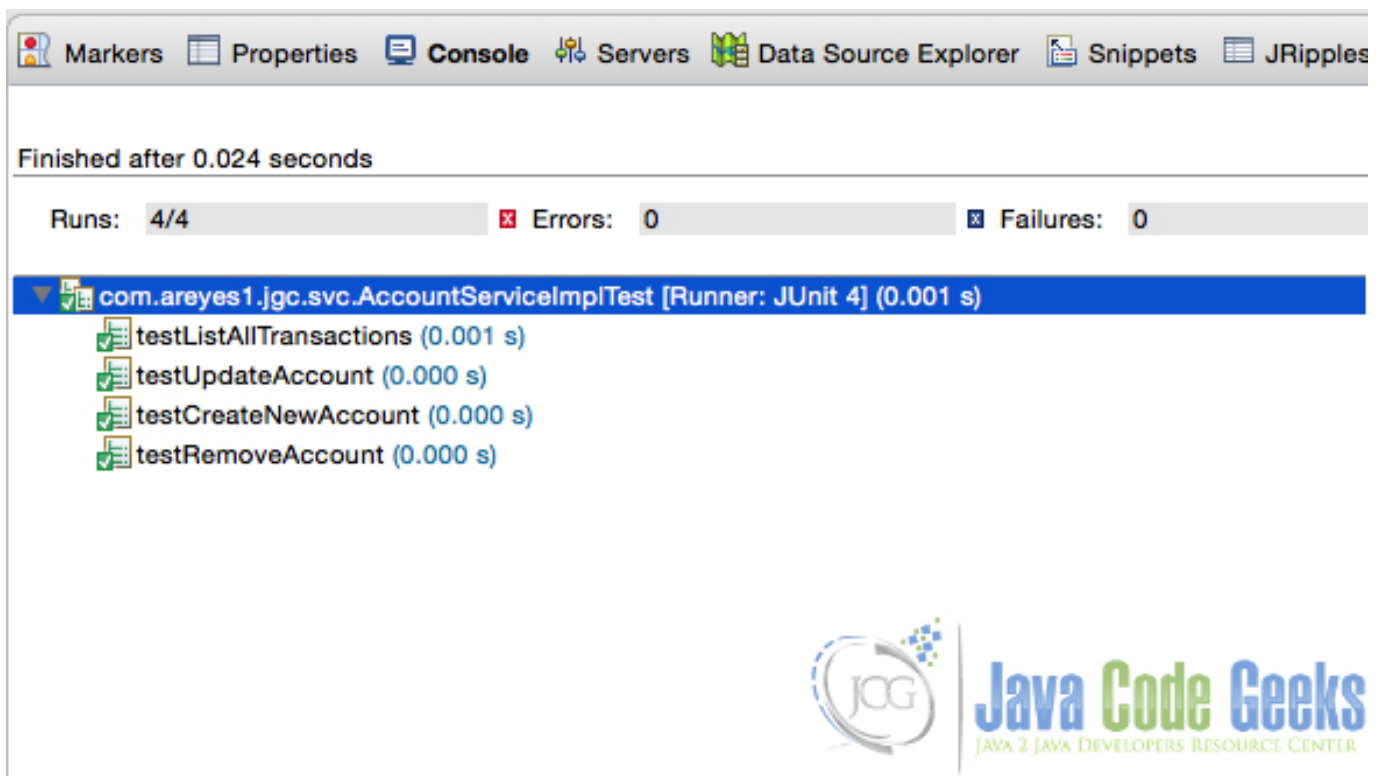 Markers Properties Console Servers Data Source Explorer Snippets JRipples
Finished after 0.024 seconds
Runs: 4/4 Errors: 0 Failures: 0
com.areyes1.jgc.svc.AccountServiceImplTest [Runner: JUnit 4] (0.001 s)
testListAllTransactions (0.001 s)
testUpdateAccount (0.000 s)
testCreateNewAccount (0.000 s)
testRemoveAccount (0.000 s)
JCG
Java Code Geeks
JAVA 2 JAVA DEVELOPERS RESOURCE CENTER